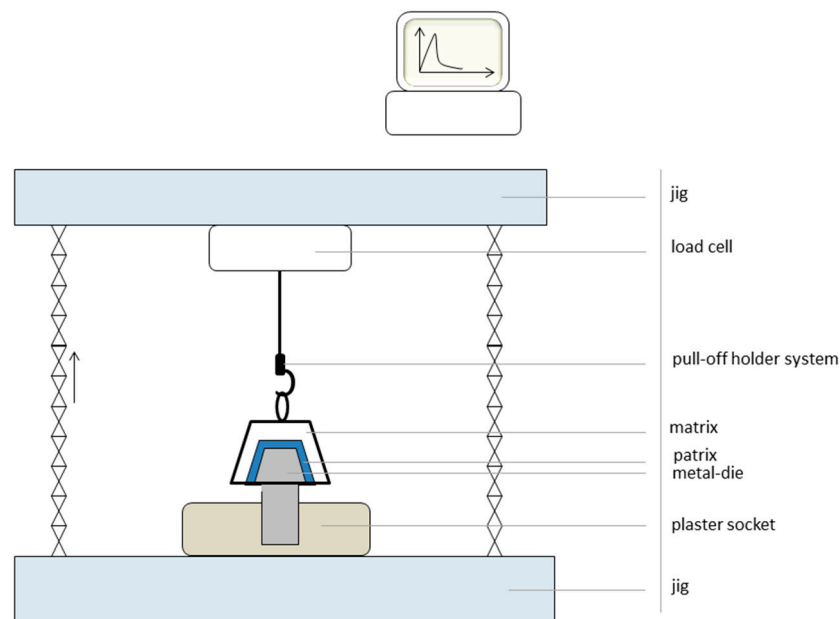 jig
load cell
pull-off holder system
matrix
patrix
metal-die
plaster socket
jig